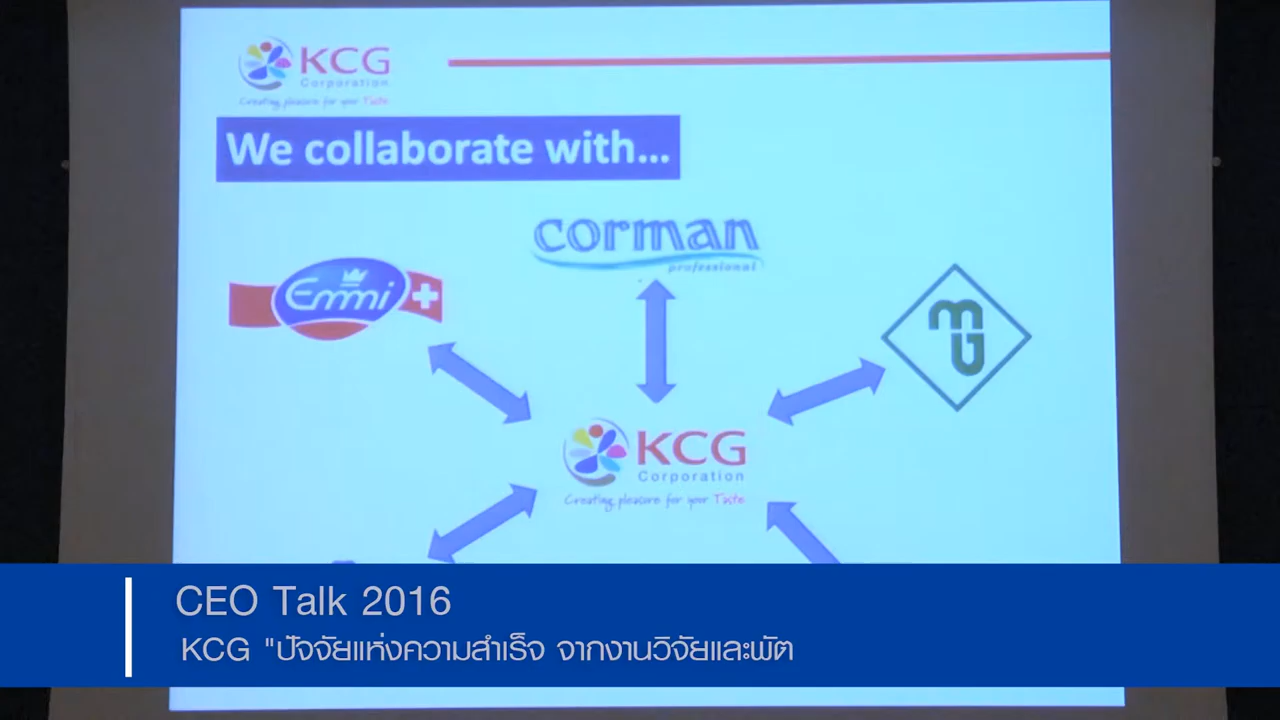 KCG
Corporation
Creating pleasure for your Taste
We collaborate with...
corman
professional
Emmi
KCG
Corporation
Creating pleasure for your Taste
CEO Talk 2016
KCG "ปัจจัยแห่งความสำเร็จ จากงานวิจัยและพัต